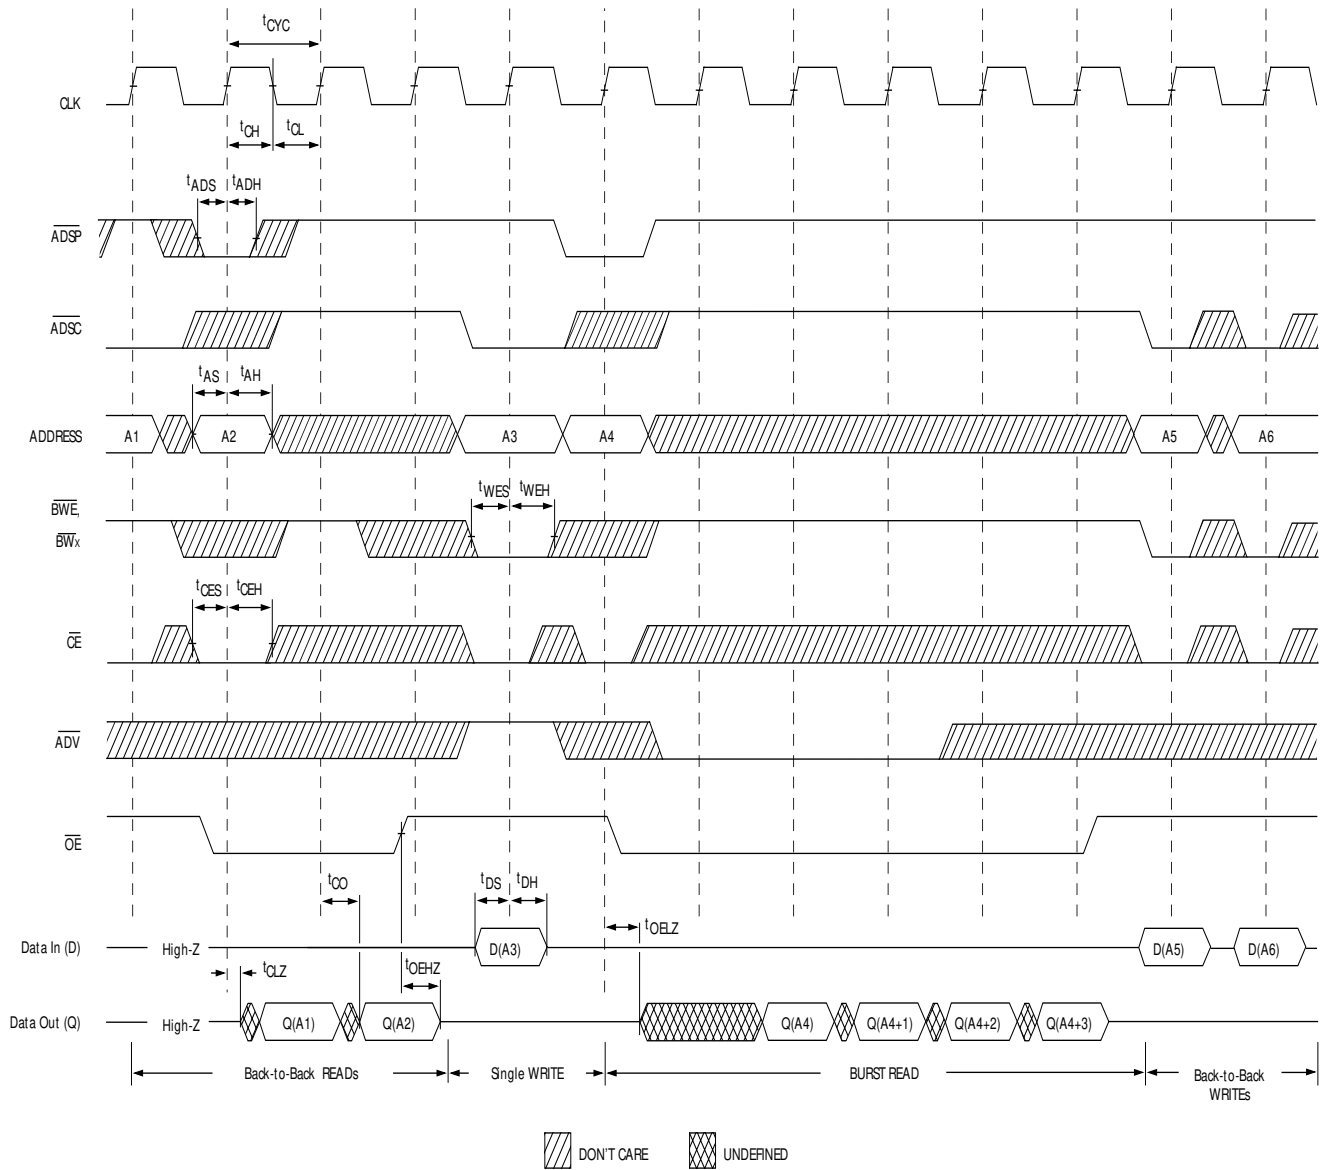 tCYC
CLK
tCH
tCL
tADS
tADH
ADSP
ADSC
tAS
tAH
ADDRESS
A1
A2
A3
A4
A5
A6
tWES
tWEH
BWE,
BWx
tCES
tCEH
CE
ADV
OE
tCO
tDS
tDH
tOELZ
Data In (D)
High-Z
D(A3)
D(A5)
D(A6)
tCLZ
tOEHZ
Data Out (Q)
High-Z
Q(A1)
Q(A2)
Q(A4)
Q(A4+1)
Q(A4+2)
Q(A4+3)
Back-to-Back READs
Single WRITE
BURST READ
Back-to-Back
WRITEs
DON'T CARE
UNDEFINED